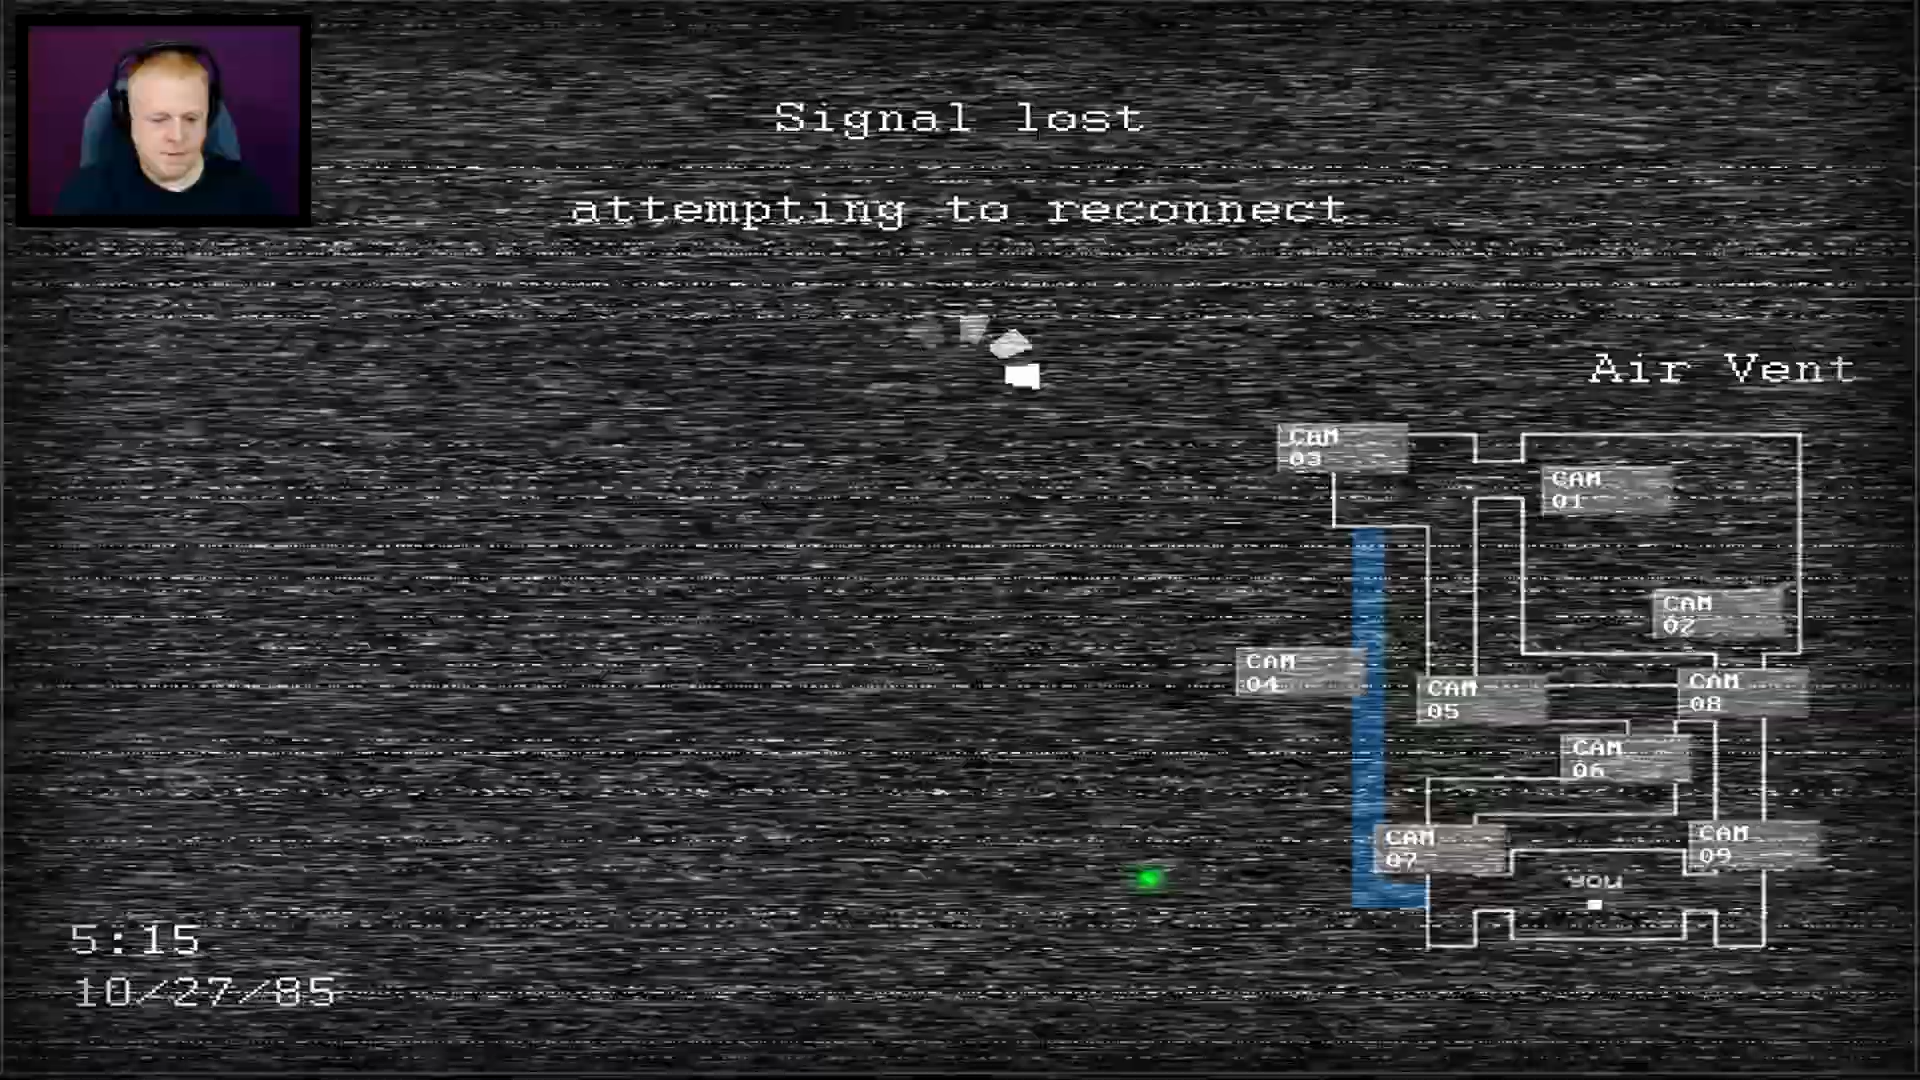 Signal lost
attempting to reconnect
Air Vent
CAM
03
CAM
01
CAM
02
CAM
04
CAM
05
CAM
08
CAM
06
CAM
07
CAM
09
YOU
5:15
10/27/85